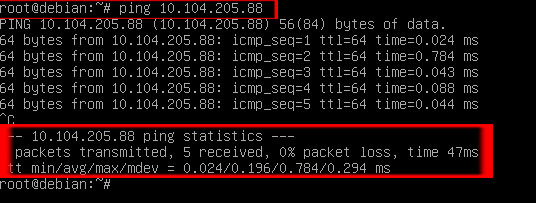 root@debian:~# ping 10.104.205.88
PING 10.104.205.88 (10.104.205.88) 56(84) bytes of data.
64 bytes from 10.104.205.88: icmp_seq=1 ttl=64 time=0.024 ms
64 bytes from 10.104.205.88: icmp_seq=2 ttl=64 time=0.784 ms
64 bytes from 10.104.205.88: icmp_seq=3 ttl=64 time=0.043 ms
64 bytes from 10.104.205.88: icmp_seq=4 ttl=64 time=0.088 ms
64 bytes from 10.104.205.88: icmp_seq=5 ttl=64 time=0.044 ms
^C
-- 10.104.205.88 ping statistics ---
packets transmitted, 5 received, 0% packet loss, time 47ms
tt min/avg/max/mdev = 0.024/0.196/0.784/0.294 ms
root@debian:~#